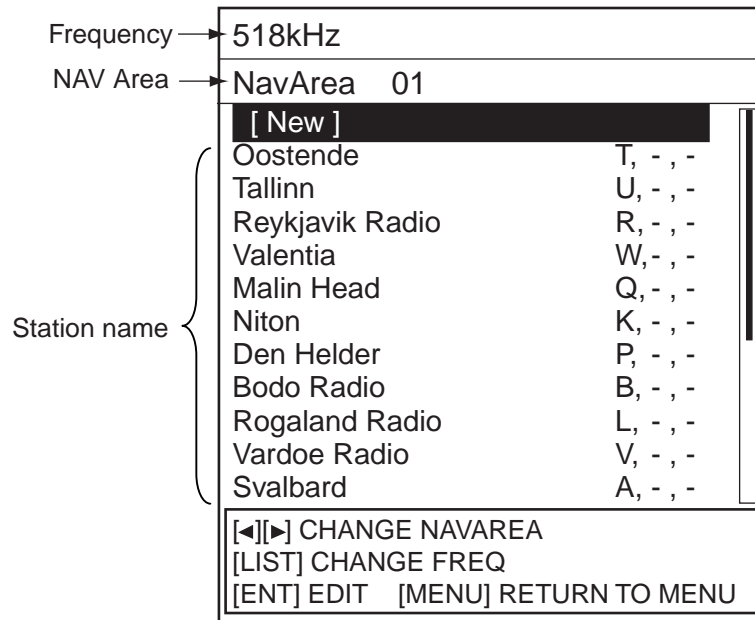 Frequency 518kHz
NAV Area NavArea 01
[ New ]
Oostende T, - , -
Tallinn U, - , -
Reykjavik Radio R, - , -
Valentia W, - , -
Malin Head Q, - , -
Station name
Niton K, - , -
Den Helder P, - , -
Bodo Radio B, - , -
Rogaland Radio L, - , -
Vardoe Radio V, - , -
Svalbard A, - , -
[◄][►] CHANGE NAVAREA
[LIST] CHANGE FREQ
[ENT] EDIT [MENU] RETURN TO MENU